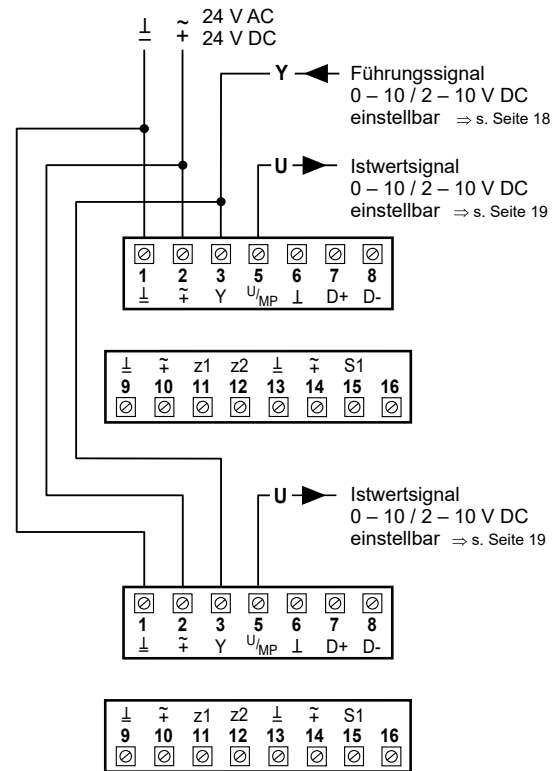 ⊥ ~ 24 V AC
– + 24 V DC
Y Führungssignal
0 – 10 / 2 – 10 V DC
einstellbar ⇒ s. Seite 18
U Istwertsignal
0 – 10 / 2 – 10 V DC
einstellbar ⇒ s. Seite 19
1 2 3 5 6 7 8
⊥ ~+ Y U/MP ⊥ D+ D-
⊥ ~+ z1 z2 ⊥ ~+ S1
9 10 11 12 13 14 15 16
U Istwertsignal
0 – 10 / 2 – 10 V DC
einstellbar ⇒ s. Seite 19
1 2 3 5 6 7 8
⊥ ~+ Y U/MP ⊥ D+ D-
⊥ ~+ z1 z2 ⊥ ~+ S1
9 10 11 12 13 14 15 16